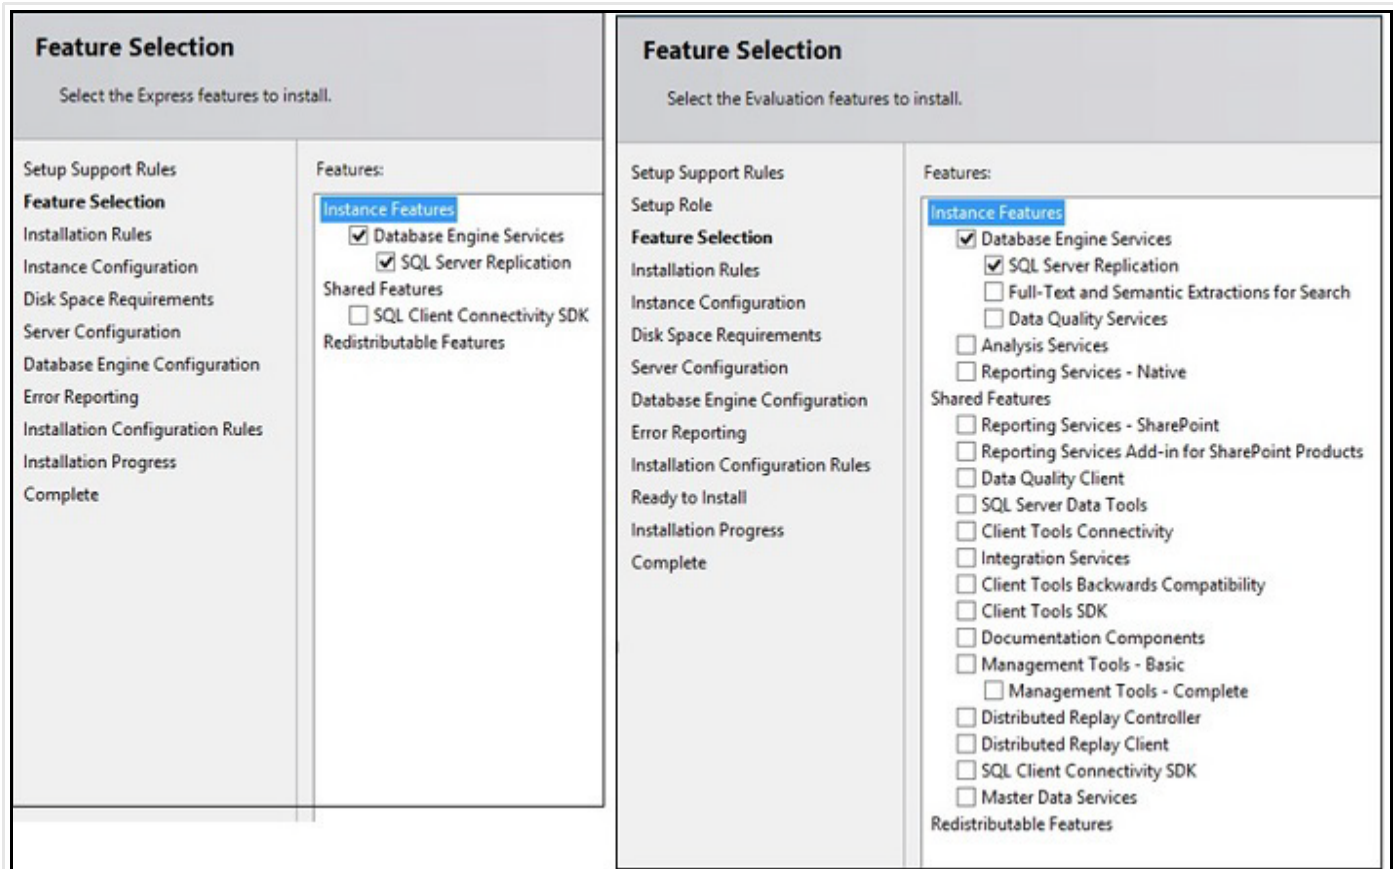 Feature Selection
Select the Express features to install.
Setup Support Rules
Feature Selection
Installation Rules
Instance Configuration
Disk Space Requirements
Server Configuration
Database Engine Configuration
Error Reporting
Installation Configuration Rules
Installation Progress
Complete
Features:
Instance Features
Database Engine Services
SQL Server Replication
Shared Features
SQL Client Connectivity SDK
Redistributable Features
Feature Selection
Select the Evaluation features to install.
Setup Support Rules
Setup Role
Feature Selection
Installation Rules
Instance Configuration
Disk Space Requirements
Server Configuration
Database Engine Configuration
Error Reporting
Installation Configuration Rules
Ready to Install
Installation Progress
Complete
Features:
Instance Features
Database Engine Services
SQL Server Replication
Full-Text and Semantic Extractions for Search
Data Quality Services
Analysis Services
Reporting Services - Native
Shared Features
Reporting Services - SharePoint
Reporting Services Add-in for SharePoint Products
Data Quality Client
SQL Server Data Tools
Client Tools Connectivity
Integration Services
Client Tools Backwards Compatibility
Client Tools SDK
Documentation Components
Management Tools - Basic
Management Tools - Complete
Distributed Replay Controller
Distributed Replay Client
SQL Client Connectivity SDK
Master Data Services
Redistributable Features